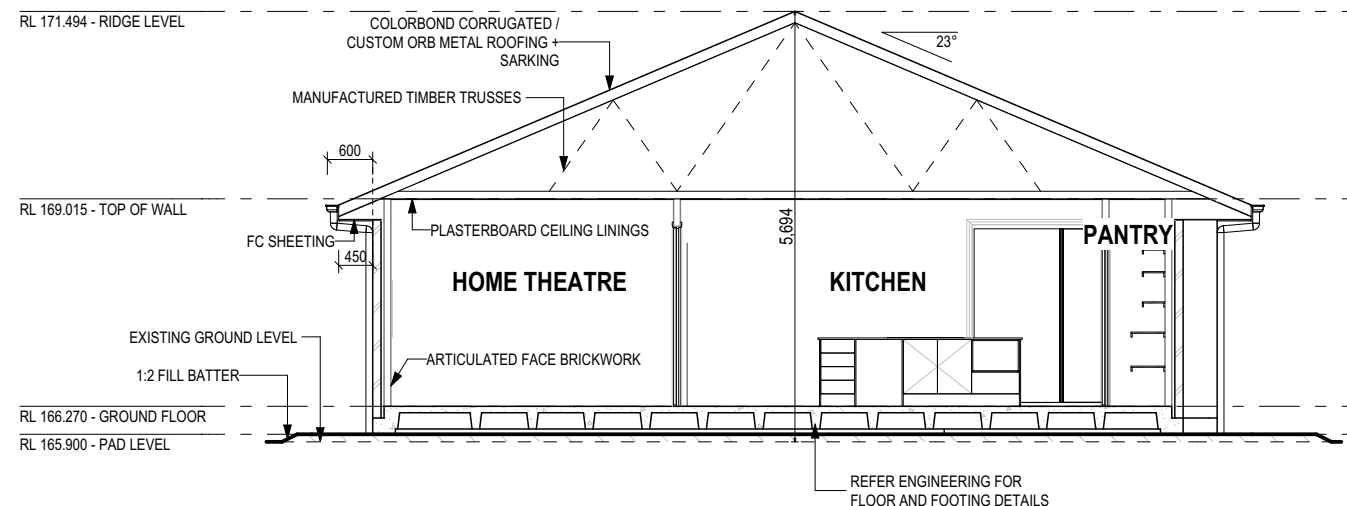 RL 171.494 - RIDGE LEVEL
COLORBOND CORRUGATED /
CUSTOM ORB METAL ROOFING +
SARKING
23°
MANUFACTURED TIMBER TRUSSES
600
RL 169.015 - TOP OF WALL
FC SHEETING
450
PLASTERBOARD CEILING LININGS
5,694
PANTRY
HOME THEATRE
KITCHEN
EXISTING GROUND LEVEL
ARTICULATED FACE BRICKWORK
1:2 FILL BATTER
RL 166.270 - GROUND FLOOR
RL 165.900 - PAD LEVEL
REFER ENGINEERING FOR
FLOOR AND FOOTING DETAILS